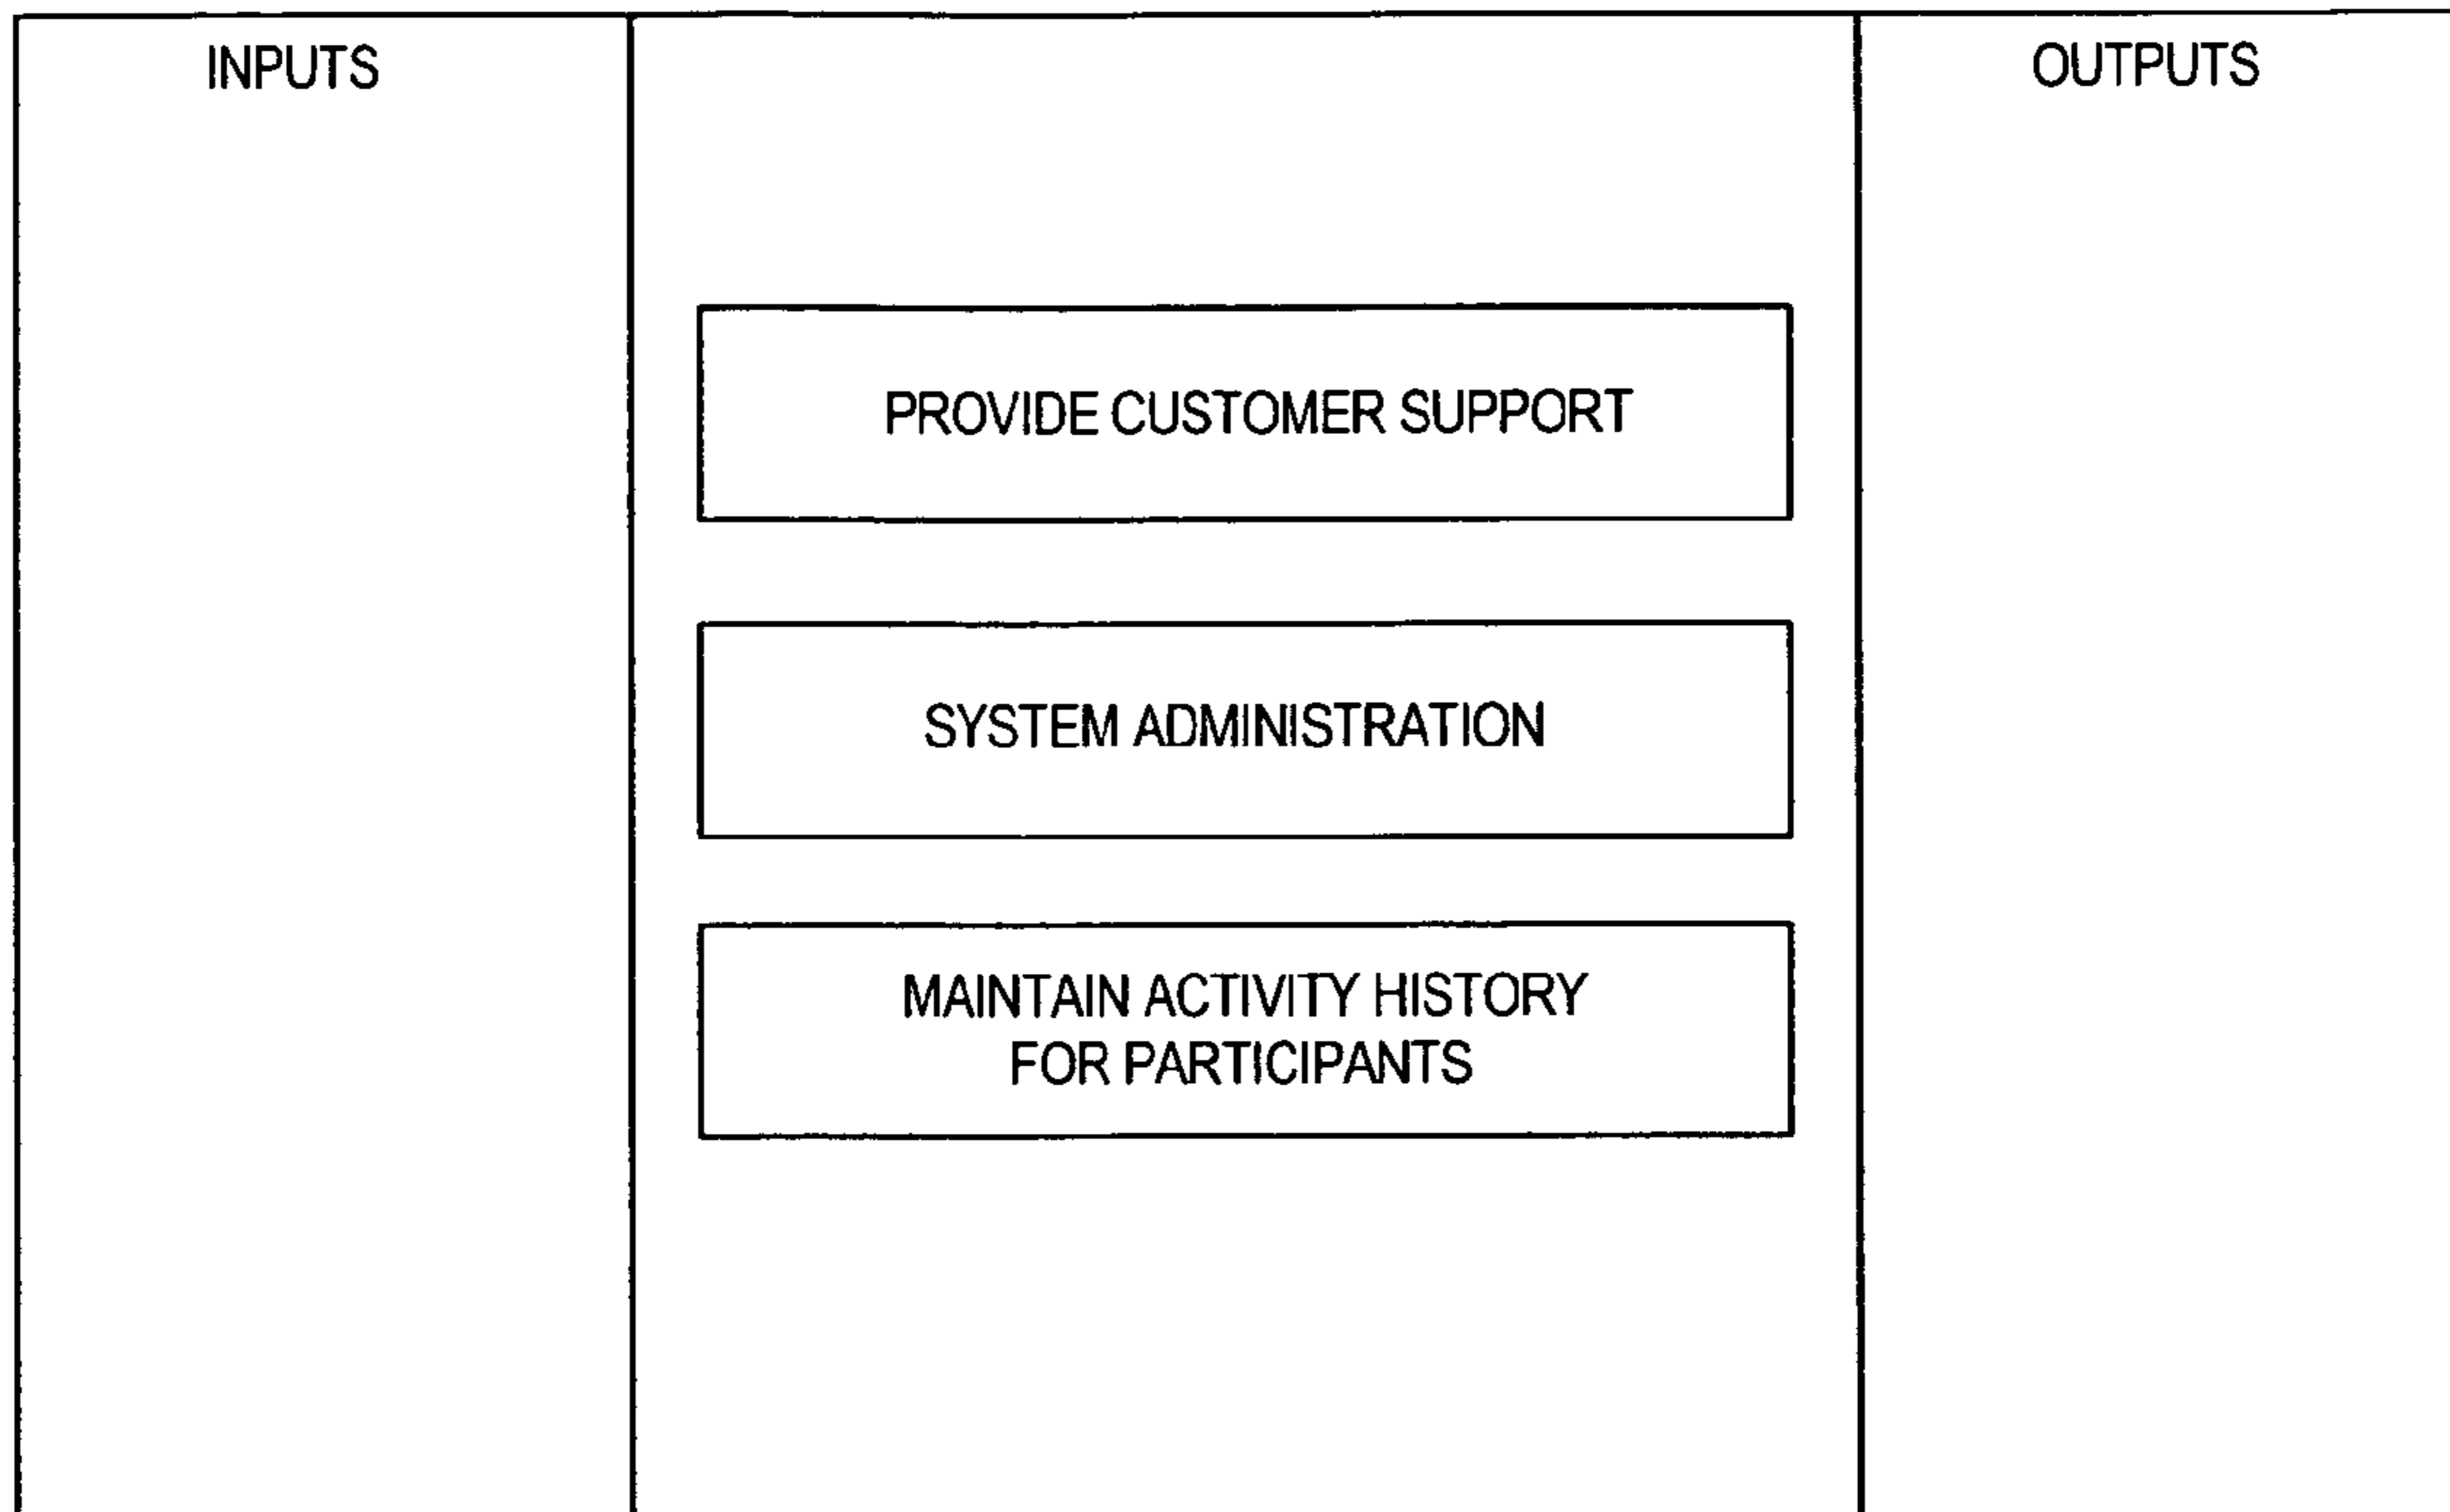 INPUTS
OUTPUTS
PROVIDE CUSTOMER SUPPORT
SYSTEM ADMINISTRATION
MAINTAIN ACTIVITY HISTORY
FOR PARTICIPANTS